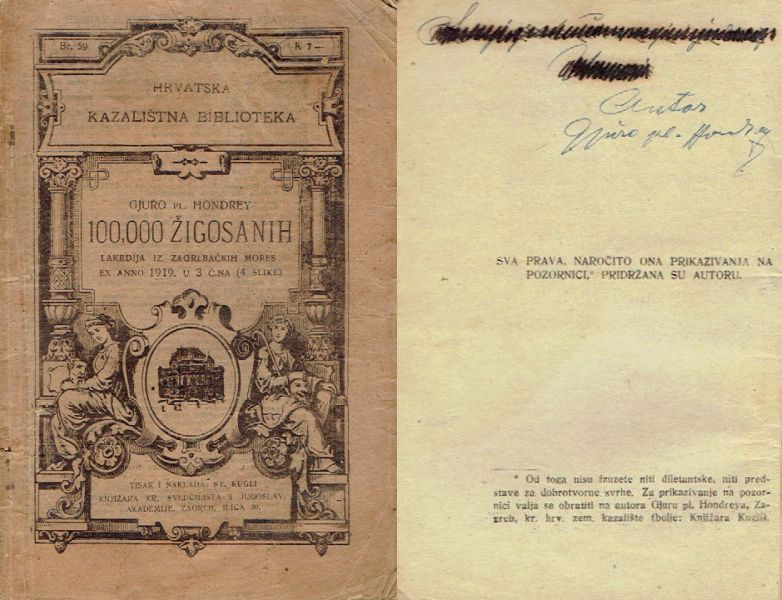 Br. 59
K 7—
HRVATSKA
KAZALIŠTNA BIBLIOTEKA
GJURO PL. HONDREY
100.000 ŽIGOSANIH
LAKRDIJA IZ ZAGREBAČKIH MORES
EX ANNO 1919. U 3 ČINA (4 SLIKE)
TISAK I NAKLADA: ST. KUGLI
KNJIŽARA KR. SVEUČILIŠTA I JUGOSLAV.
AKADEMIJE, ZAGREB, ILICA 30.
Autor
Gjuro pl. Hondrey
SVA PRAVA, NAROČITO ONA PRIKAZIVANJA NA
POZORNICI,* PRIDRŽANA SU AUTORU.
* Od toga nisu izuzete niti diletantske, niti pred-
stave za dobrotvorne svrhe. Za prikazivanje na pozor-
nici valja se obratiti na autora Gjuru pl. Hondreya, Za-
greb, kr. hrv. zem. kazalište (bolje: Knjižara Kugli).